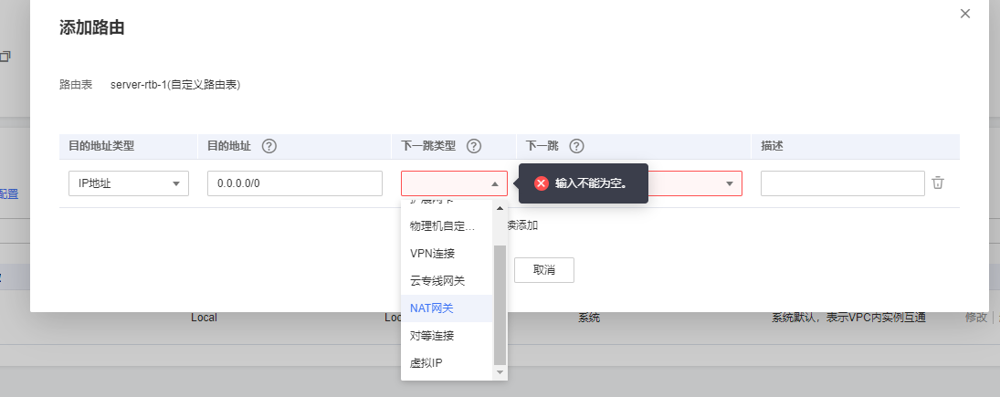 添加路由
路由表 server-rtb-1(自定义路由表)
目的地址类型 目的地址 ? 下一跳类型 ? 下一跳 ? 描述
配置
IP地址 0.0.0.0/0 输入不能为空。
物理机自定... 续添加
VPN连接
取消
云专线网关
NAT网关
Local 系统 系统默认，表示VPC内实例互通 修改
对等连接
虚拟IP